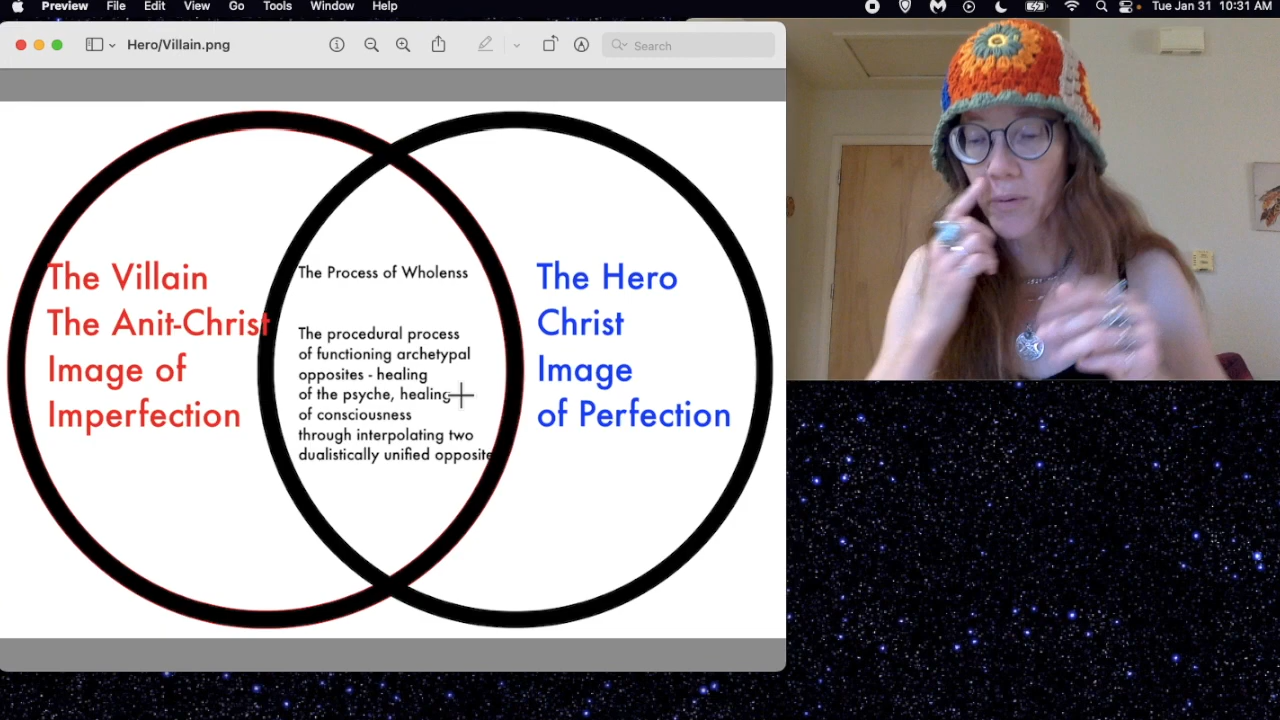 Preview File Edit View Go Tools Window Help Tue Jan 31 10:31 AM
Hero/Villain.png
Search
The Villain
The Anit-Christ
Image of
Imperfection
The Process of Wholenss
The procedural process
of functioning archetypal
opposites - healing
of the psyche, healing
of consciousness
through interpolating two
dualistically unified opposite
The Hero
Christ
Image
of Perfection